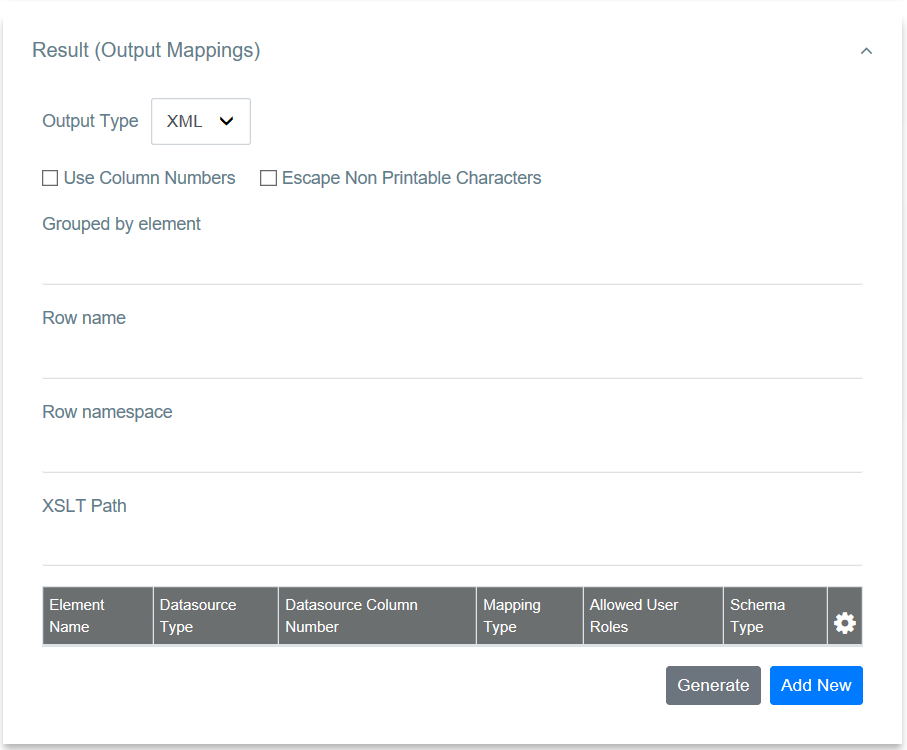 Result (Output Mappings)
Output Type XML
Use Column Numbers Escape Non Printable Characters
Grouped by element
Row name
Row namespace
XSLT Path
Element Name Datasource Type Datasource Column Number Mapping Type Allowed User Roles Schema Type
Generate Add New